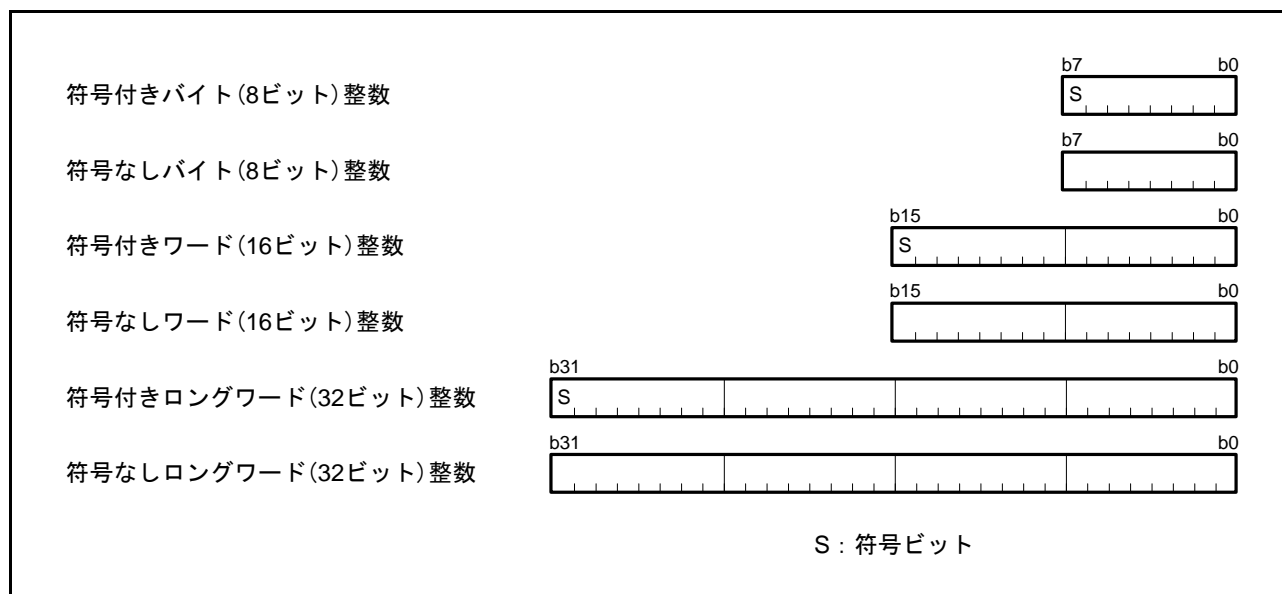 b7 b0
符号付きバイト(8ビット)整数
S
b7 b0
符号なしバイト(8ビット)整数
b15 b0
符号付きワード(16ビット)整数
S
b15 b0
符号なしワード(16ビット)整数
b31 b0
符号付きロングワード(32ビット)整数
S
b31 b0
符号なしロングワード(32ビット)整数
S：符号ビット